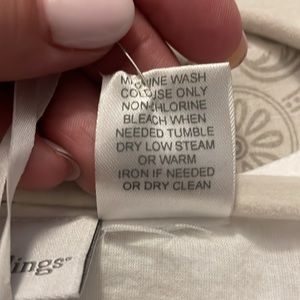 MACHINE WASH
COLD USE ONLY
NON-CHLORINE
BLEACH WHEN
NEEDED TUMBLE
DRY LOW STEAM
OR WARM
IRON IF NEEDED
OR DRY CLEAN
lings®